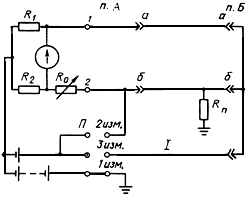 п. А
п. Б
R₁
1
а
а
R₂
R₀
2
б
б
Rп
П
2изм.
3изм.
I
1изм.